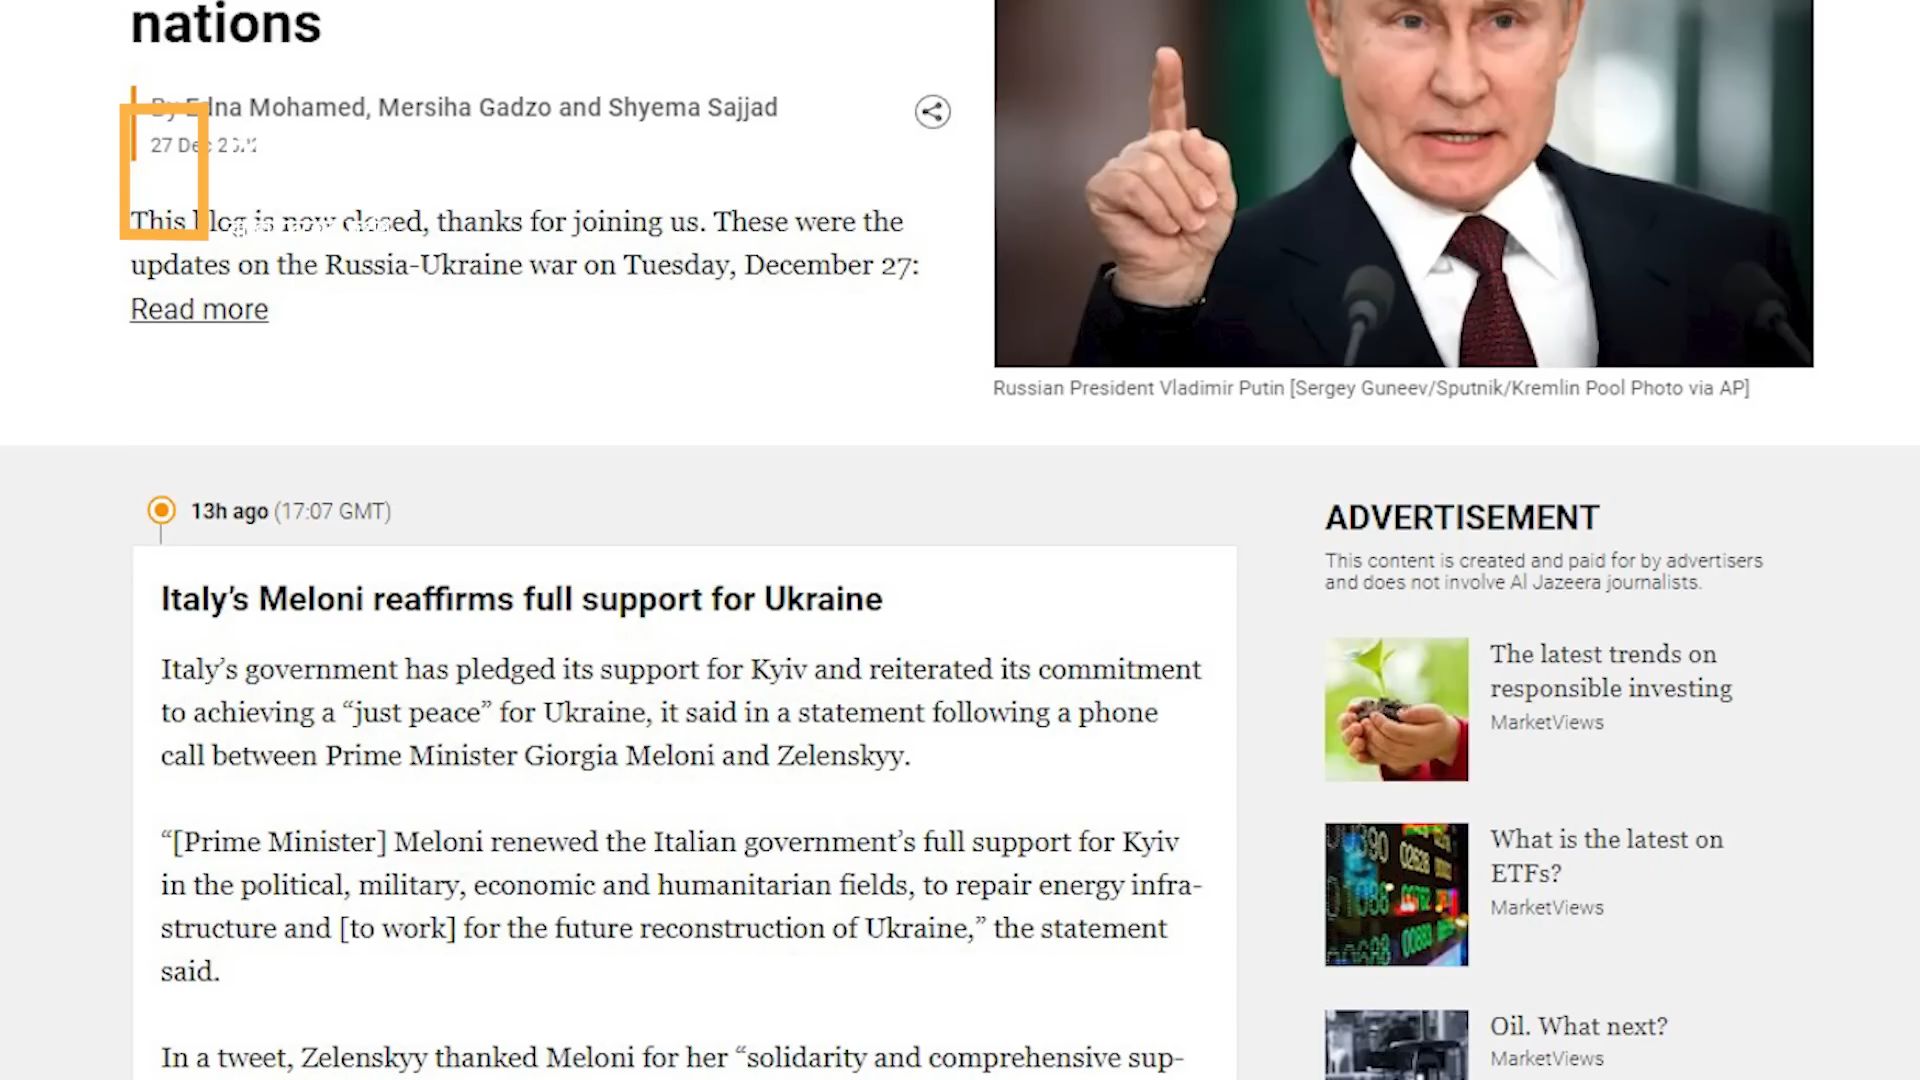 nations
By Edna Mohamed, Mersiha Gadzo and Shyema Sajjad
27 Dec
This blog is now closed, thanks for joining us. These were the
updates on the Russia-Ukraine war on Tuesday, December 27:
Read more
Russian President Vladimir Putin [Sergey Guneev/Sputnik/Kremlin Pool Photo via AP]
13h ago (17:07 GMT)
Italy’s Meloni reaffirms full support for Ukraine
Italy’s government has pledged its support for Kyiv and reiterated its commitment
to achieving a “just peace” for Ukraine, it said in a statement following a phone
call between Prime Minister Giorgia Meloni and Zelenskyy.
“[Prime Minister] Meloni renewed the Italian government’s full support for Kyiv
in the political, military, economic and humanitarian fields, to repair energy infra-
structure and [to work] for the future reconstruction of Ukraine,” the statement
said.
In a tweet, Zelenskyy thanked Meloni for her “solidarity and comprehensive sup-
ADVERTISEMENT
This content is created and paid for by advertisers
and does not involve Al Jazeera journalists.
The latest trends on
responsible investing
MarketViews
What is the latest on
ETFs?
MarketViews
Oil. What next?
MarketViews